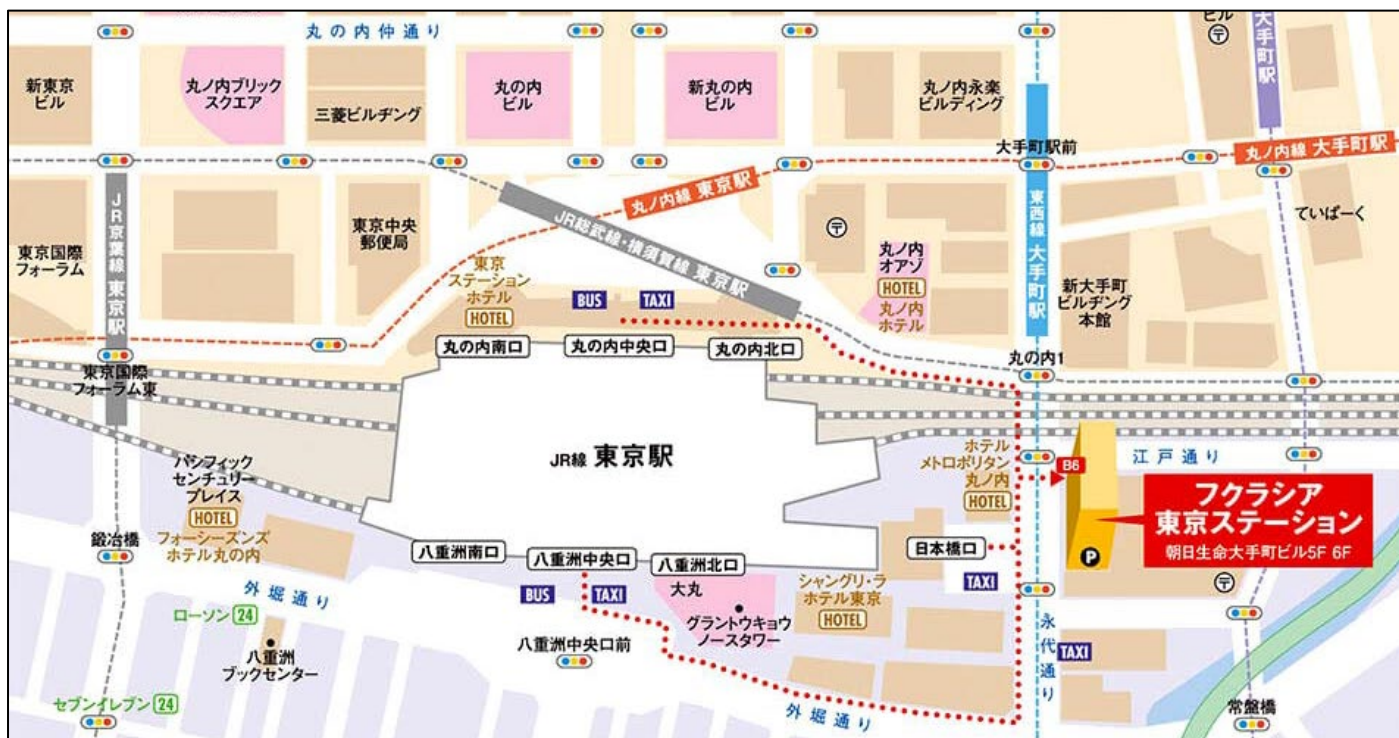 丸の内仲通り
ビル
〒
大手町駅
新東京
ビル
丸ノ内ブリック
スクエア
三菱ビルヂング
丸の内
ビル
新丸の内
ビル
丸ノ内永楽
ビルディング
大手町駅前
丸ノ内線 大手町駅
JR京葉線 東京駅
東京国際
フォーラム
東京中央
郵便局
丸ノ内線 東京駅
JR総武線・横須賀線 東京駅
〒
丸ノ内
オアゾ
HOTEL
丸ノ内
ホテル
東西線 大手町駅
ていぱーく
新大手町
ビルヂング
本館
東京
ステーション
ホテル
HOTEL
BUS
TAXI
丸の内南口
丸の内中央口
丸の内北口
丸の内1
東京国際
フォーラム東
JR線 東京駅
パシフィック
センチュリー
プレイス
HOTEL
フォーシーズンズ
ホテル丸の内
ホテル
メトロポリタン
丸ノ内
HOTEL
B6
江戸通り
フクラシア
東京ステーション
朝日生命大手町ビル5F 6F
P
〒
鍛冶橋
八重洲南口
八重洲中央口
八重洲北口
日本橋口
TAXI
BUS
TAXI
大丸
グラントウキョウ
ノースタワー
シャングリ・ラ
ホテル東京
HOTEL
外堀通り
ローソン 24
八重洲
ブックセンター
八重洲中央口前
永代通り
TAXI
セブンイレブン 24
外堀通り
常盤橋